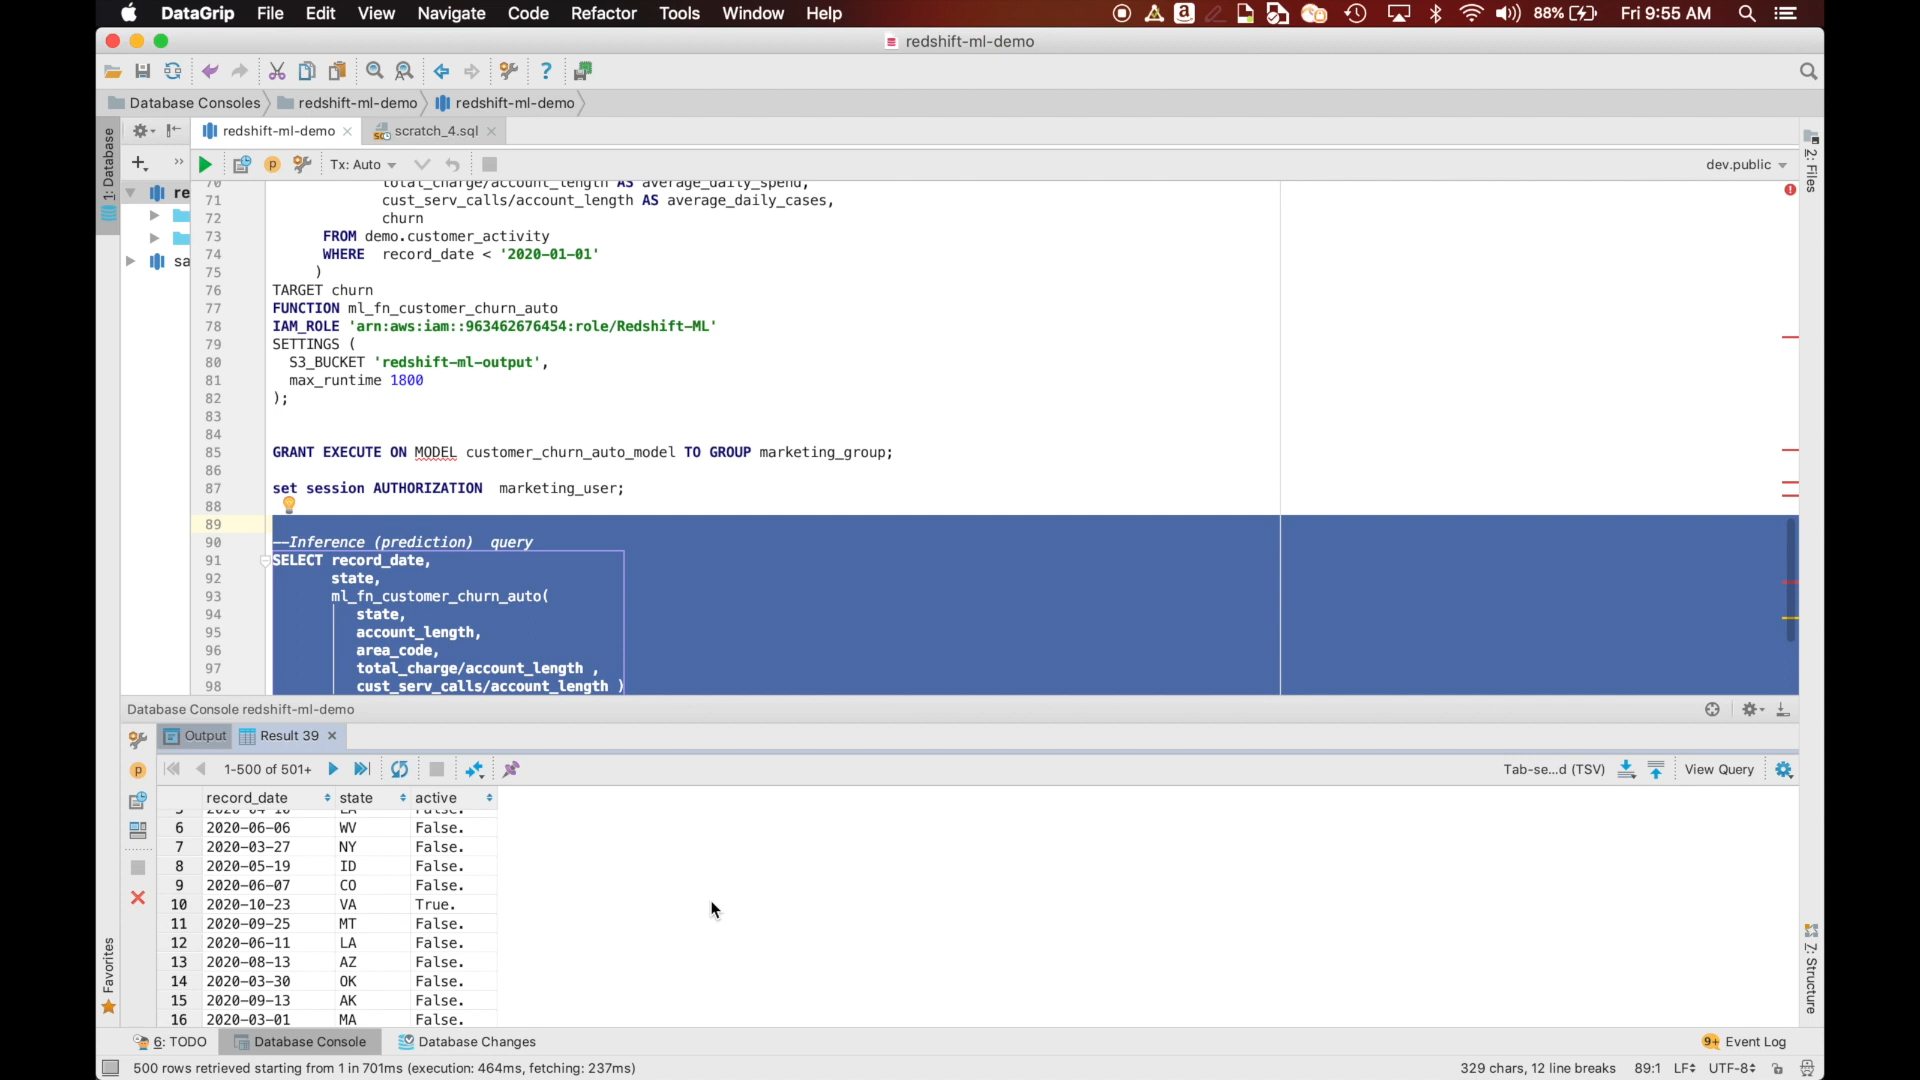 DataGrip File Edit View Navigate Code Refactor Tools Window Help 88% Fri 9:55 AM
redshift-ml-demo
Database Consoles redshift-ml-demo redshift-ml-demo
redshift-ml-demo scratch_4.sql
Tx: Auto dev.public
1: Database
re
sa
2: Files
70 total_charge/account_length AS average_daily_spend,
71 cust_serv_calls/account_length AS average_daily_cases,
72 churn
73 FROM demo.customer_activity
74 WHERE record_date < '2020-01-01'
75 )
76 TARGET churn
77 FUNCTION ml_fn_customer_churn_auto
78 IAM_ROLE 'arn:aws:iam::963462676454:role/Redshift-ML'
79 SETTINGS (
80 S3_BUCKET 'redshift-ml-output',
81 max_runtime 1800
82 );
83
84
85 GRANT EXECUTE ON MODEL customer_churn_auto_model TO GROUP marketing_group;
86
87 set session AUTHORIZATION marketing_user;
88
89
90 --Inference (prediction) query
91 SELECT record_date,
92 state,
93 ml_fn_customer_churn_auto(
94 state,
95 account_length,
96 area_code,
97 total_charge/account_length ,
98 cust_serv_calls/account_length )
Database Console redshift-ml-demo
Output Result 39
1-500 of 501+ Tab-se...d (TSV) View Query
record_date state active
6 2020-06-06 WV False.
7 2020-03-27 NY False.
8 2020-05-19 ID False.
9 2020-06-07 CO False.
10 2020-10-23 VA True.
11 2020-09-25 MT False.
12 2020-06-11 LA False.
13 2020-08-13 AZ False.
14 2020-03-30 OK False.
15 2020-09-13 AK False.
16 2020-03-01 MA False.
Favorites
7: Structure
6: TODO Database Console Database Changes 9+ Event Log
500 rows retrieved starting from 1 in 701ms (execution: 464ms, fetching: 237ms) 329 chars, 12 line breaks 89:1 LF UTF-8